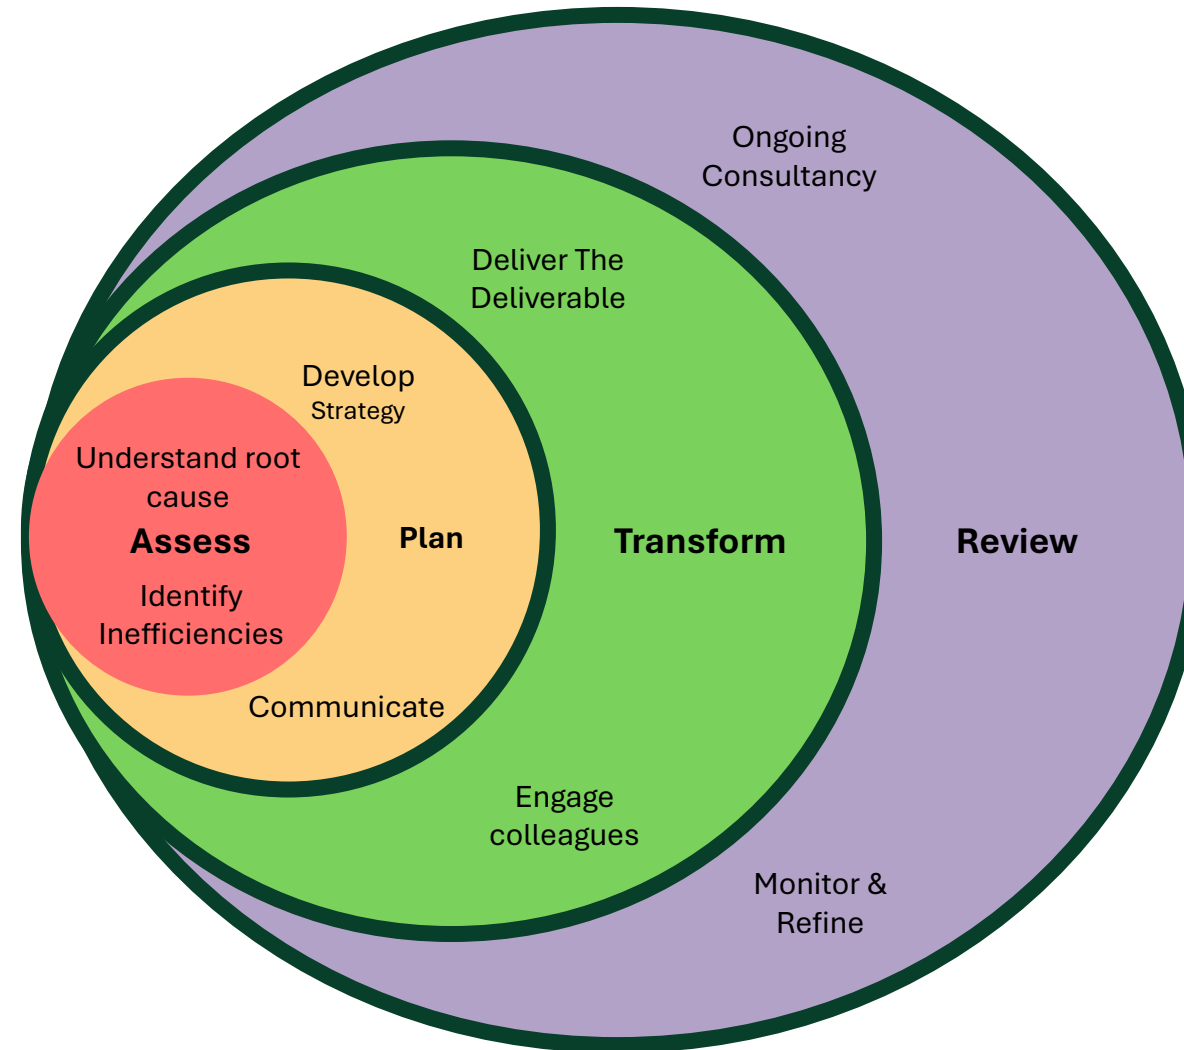 Understand root
cause
Assess
Identify
Inefficiencies
Develop
Strategy
Plan
Communicate
Deliver The
Deliverable
Transform
Engage
colleagues
Ongoing
Consultancy
Review
Monitor &
Refine